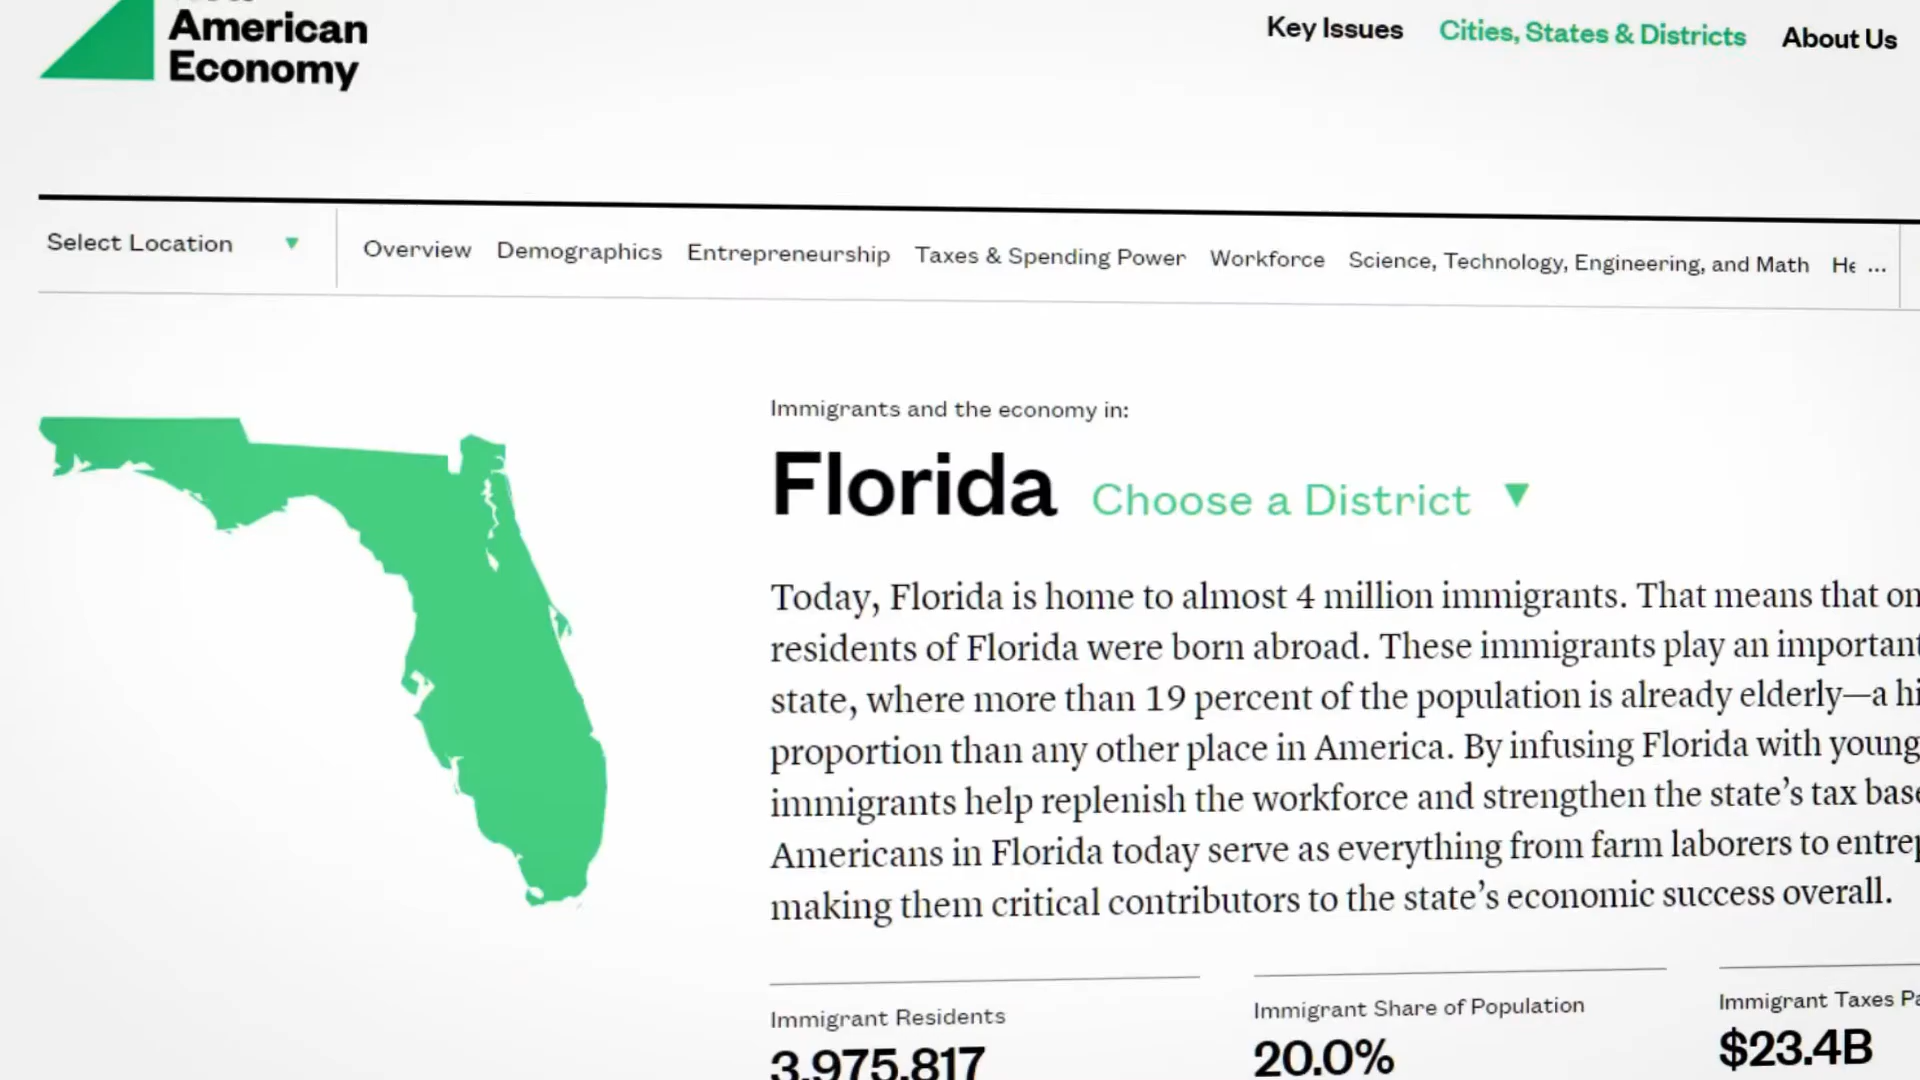 American
Economy
Key Issues
Cities, States & Districts
About Us
Select Location
Overview
Demographics
Entrepreneurship
Taxes & Spending Power
Workforce
Science, Technology, Engineering, and Math
...
Immigrants and the economy in:
Florida
Choose a District
Today, Florida is home to almost 4 million immigrants. That means that
residents of Florida were born abroad. These immigrants play an important
state, where more than 19 percent of the population is already elderly—a
proportion than any other place in America. By infusing Florida with young
immigrants help replenish the workforce and strengthen the state's tax
Americans in Florida today serve as everything from farm laborers to
making them critical contributors to the state's economic success overall.
Immigrant Residents
3,975,817
Immigrant Share of Population
20.0%
Immigrant Taxes
$23.4B